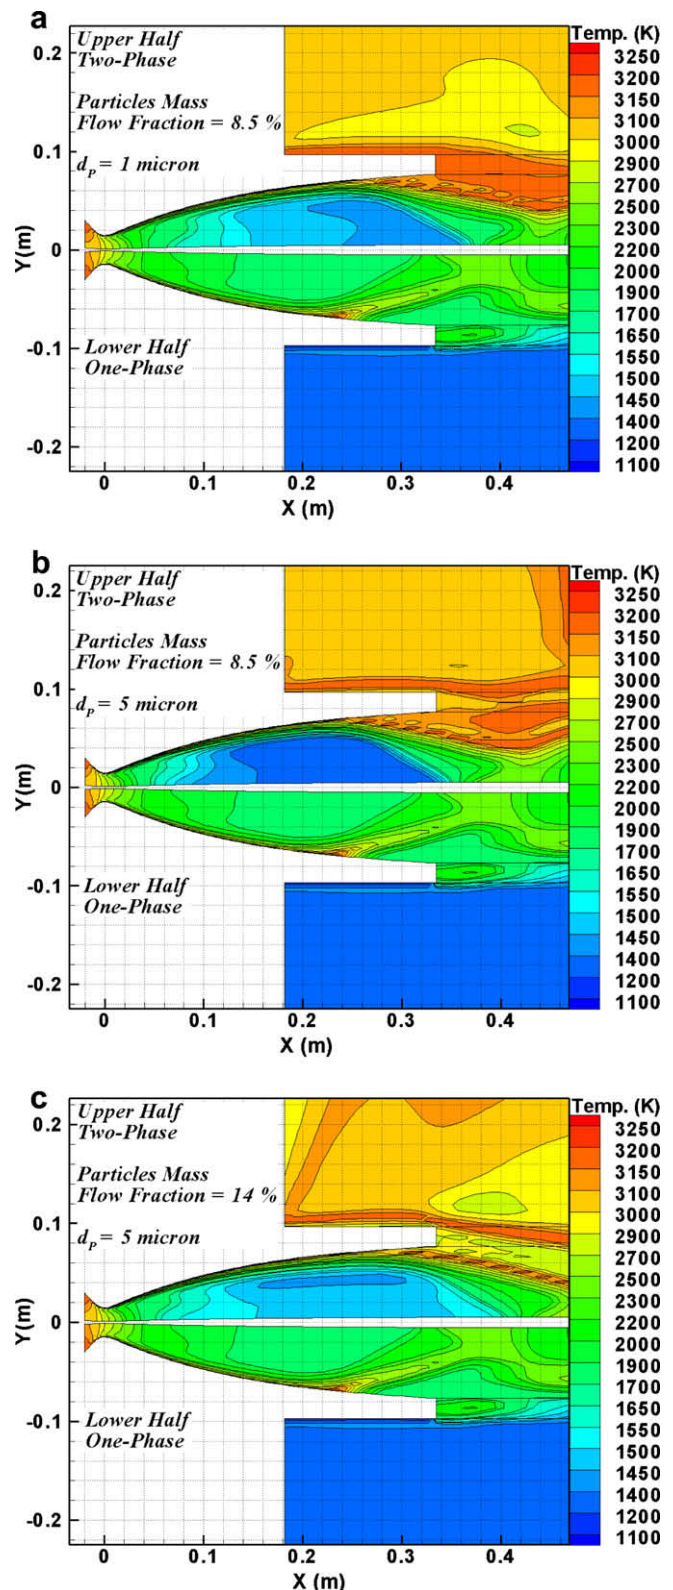 a
Upper Half
Two-Phase
Particles Mass
Flow Fraction = 8.5 %
dP = 1 micron
Lower Half
One-Phase
Y(m)
0.2
0.1
0
-0.1
-0.2
0
0.1
0.2
0.3
0.4
X (m)
Temp. (K)
3250
3200
3150
3100
3000
2900
2700
2500
2300
2200
2000
1900
1700
1650
1550
1500
1450
1400
1200
1100
b
Upper Half
Two-Phase
Particles Mass
Flow Fraction = 8.5 %
dP = 5 micron
Lower Half
One-Phase
Y(m)
0.2
0.1
0
-0.1
-0.2
0
0.1
0.2
0.3
0.4
X (m)
Temp. (K)
3250
3200
3150
3100
3000
2900
2700
2500
2300
2200
2000
1900
1700
1650
1550
1500
1450
1400
1200
1100
c
Upper Half
Two-Phase
Particles Mass
Flow Fraction = 14 %
dP = 5 micron
Lower Half
One-Phase
Y(m)
0.2
0.1
0
-0.1
-0.2
0
0.1
0.2
0.3
0.4
X (m)
Temp. (K)
3250
3200
3150
3100
3000
2900
2700
2500
2300
2200
2000
1900
1700
1650
1550
1500
1450
1400
1200
1100